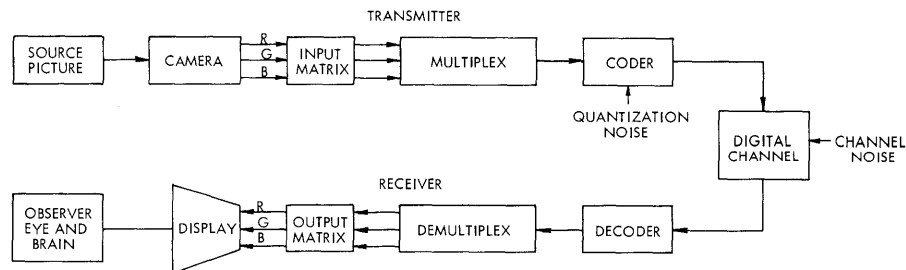 TRANSMITTER
SOURCE
PICTURE
CAMERA
R
G
B
INPUT
MATRIX
MULTIPLEX
CODER
QUANTIZATION
NOISE
DIGITAL
CHANNEL
CHANNEL
NOISE
RECEIVER
OBSERVER
EYE AND
BRAIN
DISPLAY
R
G
B
OUTPUT
MATRIX
DEMULTIPLEX
DECODER